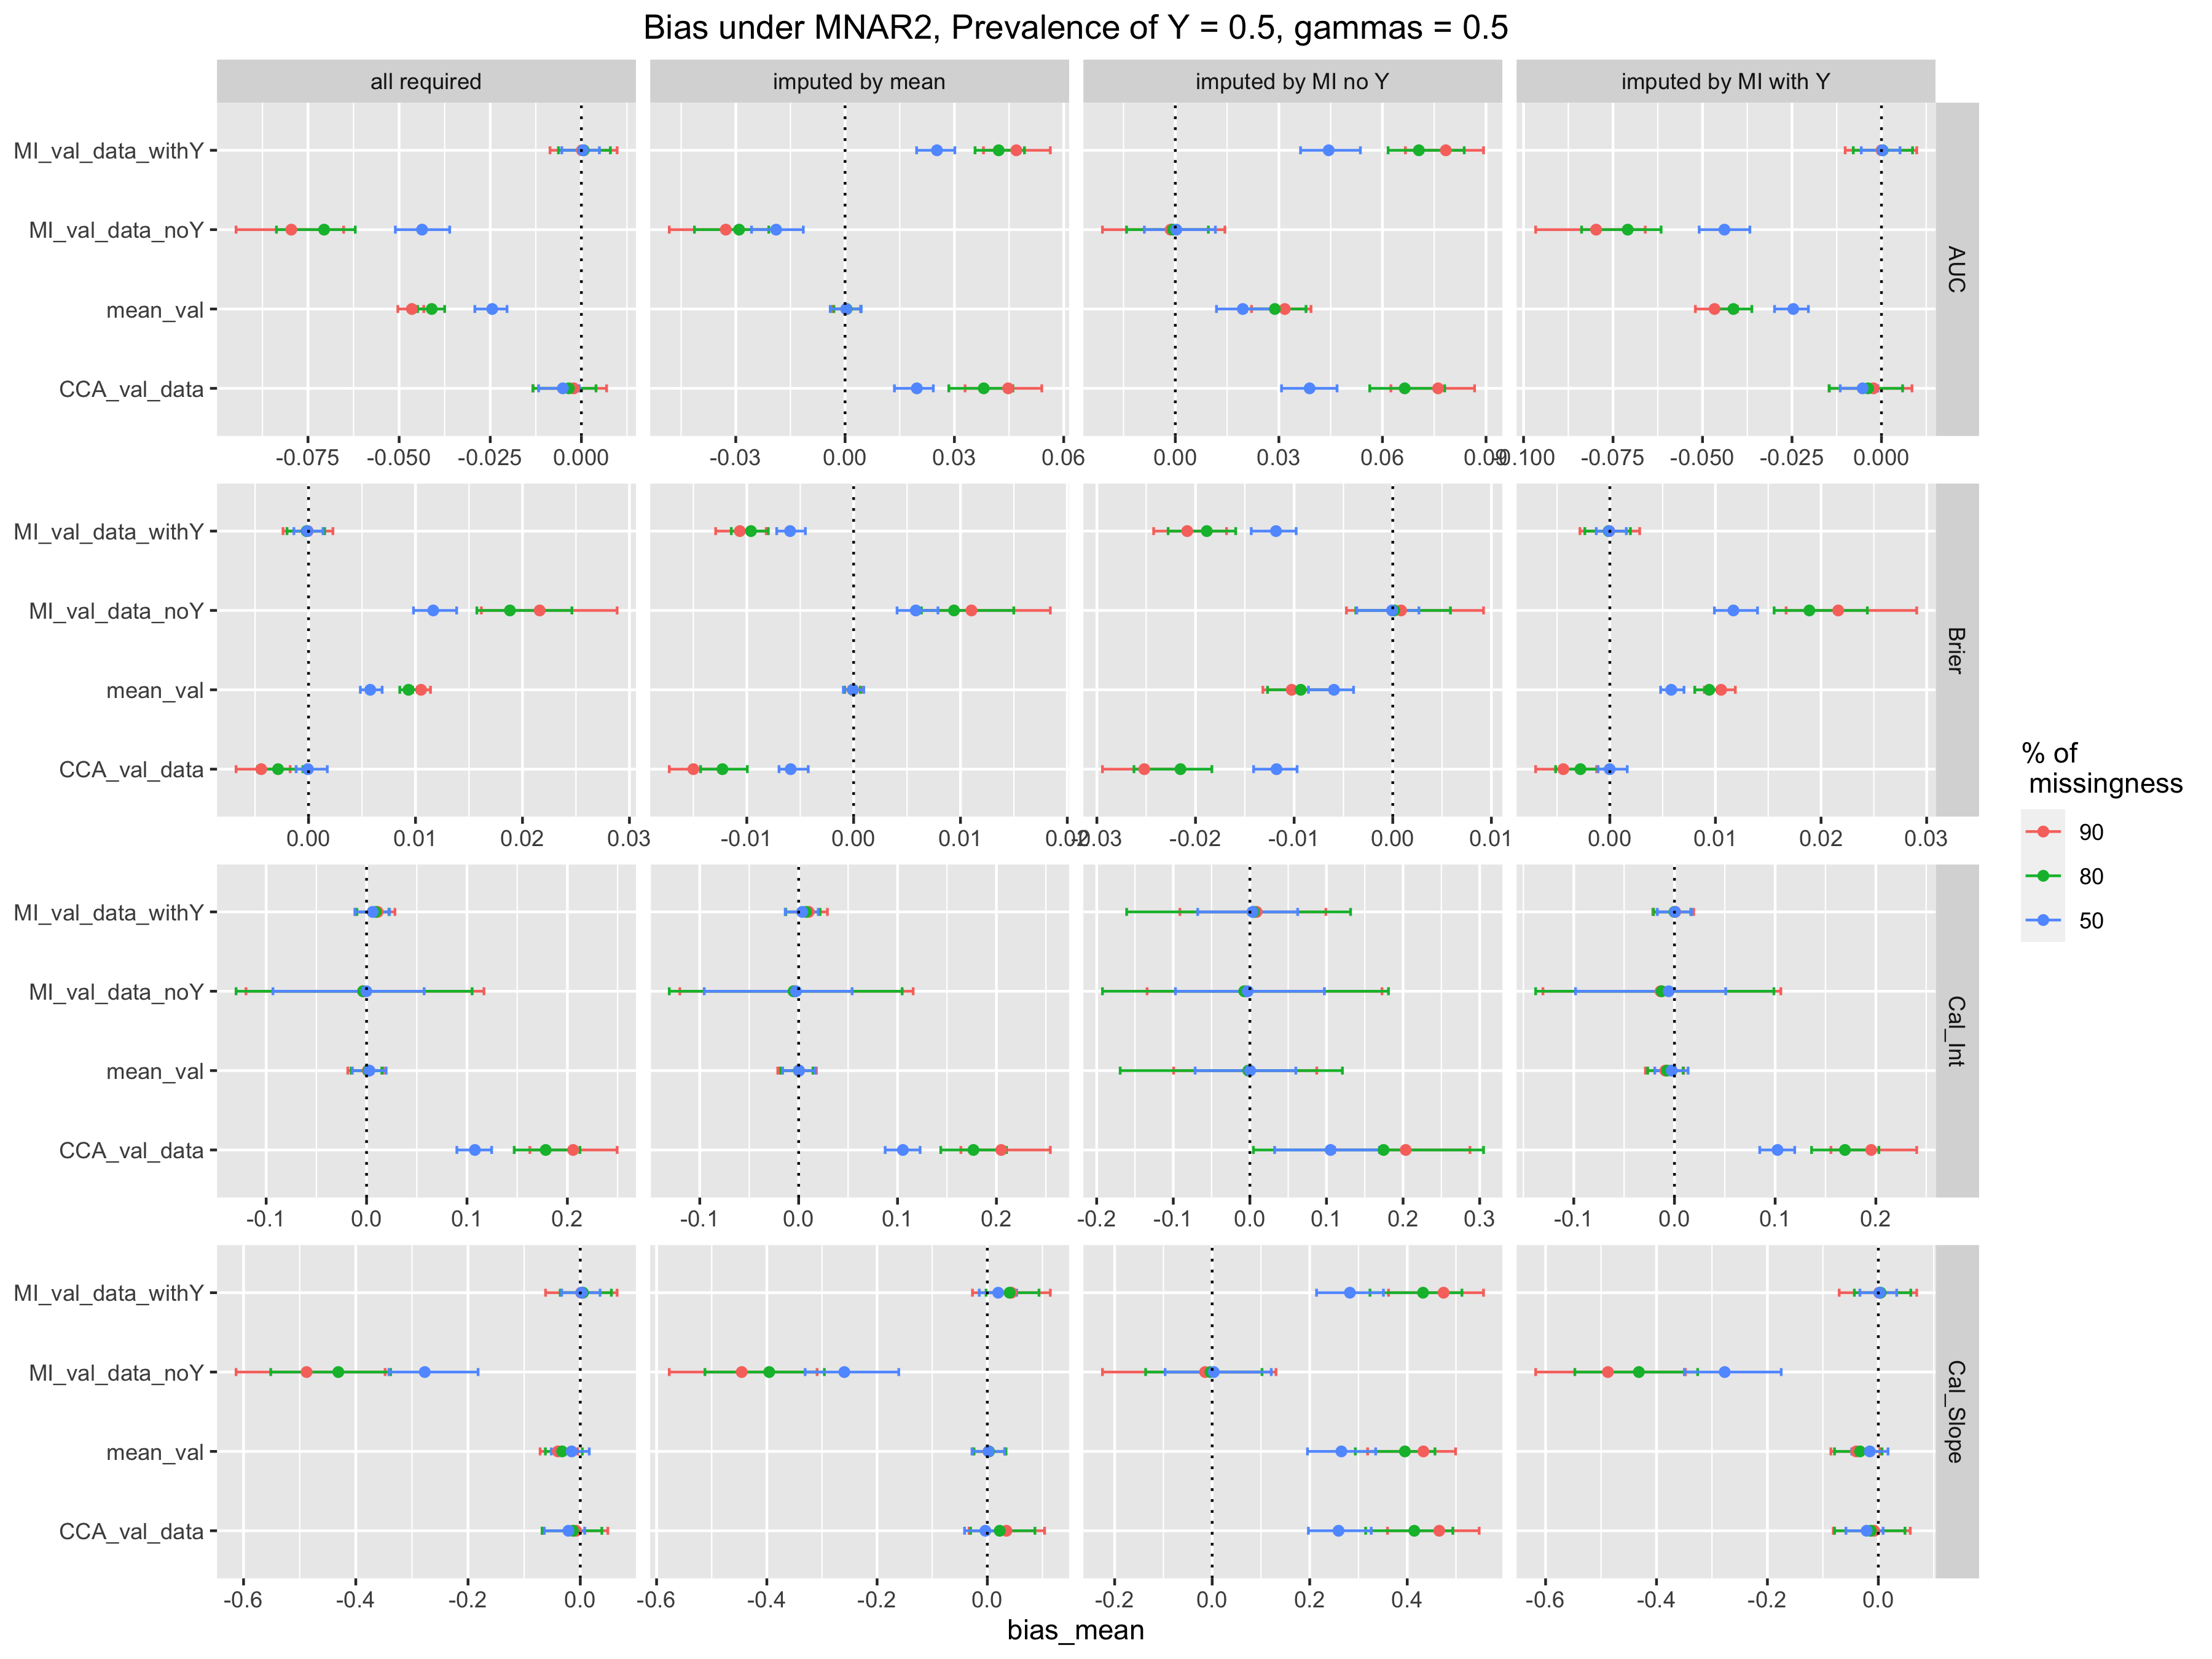 Bias under MNAR2, Prevalence of Y = 0.5, gammas = 0.5
all required imputed by mean imputed by MI no Y imputed by MI with Y
MI_val_data_withY
MI_val_data_noY
mean_val
CCA_val_data
AUC
-0.075 -0.050 -0.025 0.000 -0.03 0.00 0.03 0.06 0.00 0.03 0.06 0.09 -0.100 -0.075 -0.050 -0.025 0.000
MI_val_data_withY
MI_val_data_noY
mean_val
CCA_val_data
Brier
0.00 0.01 0.02 0.03 -0.01 0.00 0.01 0.02 -0.03 -0.02 -0.01 0.00 0.01 0.00 0.01 0.02 0.03
MI_val_data_withY
MI_val_data_noY
mean_val
CCA_val_data
Cal_Int
-0.1 0.0 0.1 0.2 -0.1 0.0 0.1 0.2 -0.2 -0.1 0.0 0.1 0.2 0.3 -0.1 0.0 0.1 0.2
MI_val_data_withY
MI_val_data_noY
mean_val
CCA_val_data
Cal_Slope
-0.6 -0.4 -0.2 0.0 -0.6 -0.4 -0.2 0.0 -0.2 0.0 0.2 0.4 -0.6 -0.4 -0.2 0.0
bias_mean
% of
missingness
90
80
50